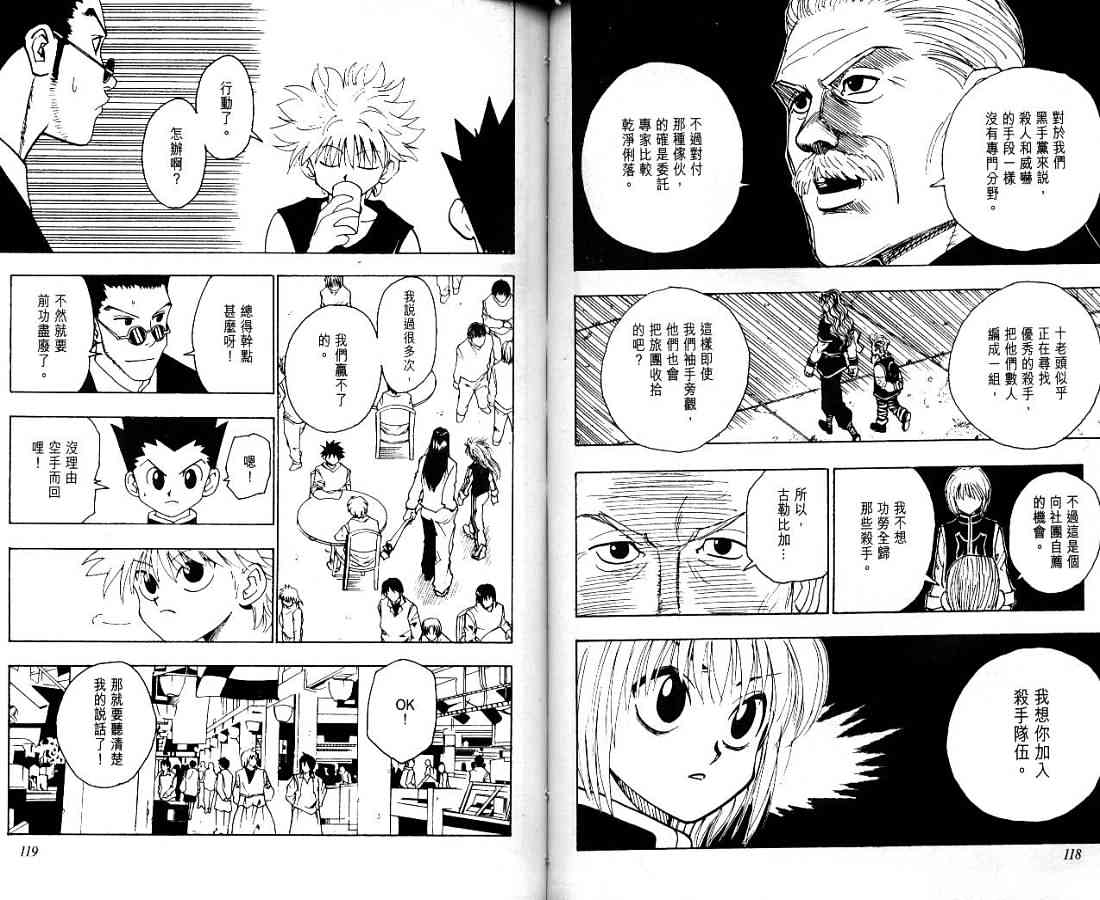 對於我們
黑手黨來說，
殺人和威嚇
的手段一樣
沒有專門分野。
不過對付
那種傢伙，
的確是委託
專家比較
乾淨俐落。
十老頭似乎
正在尋找
優秀的殺手，
把他們數人
編成一組，
這樣即使
我們袖手旁觀，
他們也會
把旅團收拾
的吧？
不過這是個
向社團自薦
的機會。
我不想
功勞全歸
那些殺手。
所以，
古勒比加…
我想你加入
殺手隊伍。
118
行動了。
怎辦啊？
我說過很多次，
我們贏不了
的。
總得幹點
甚麼呀！
不然就要
前功盡廢了。
嗯！
沒理由
空手而回
哩！
OK！
那就要聽清楚
我的說話了！
119